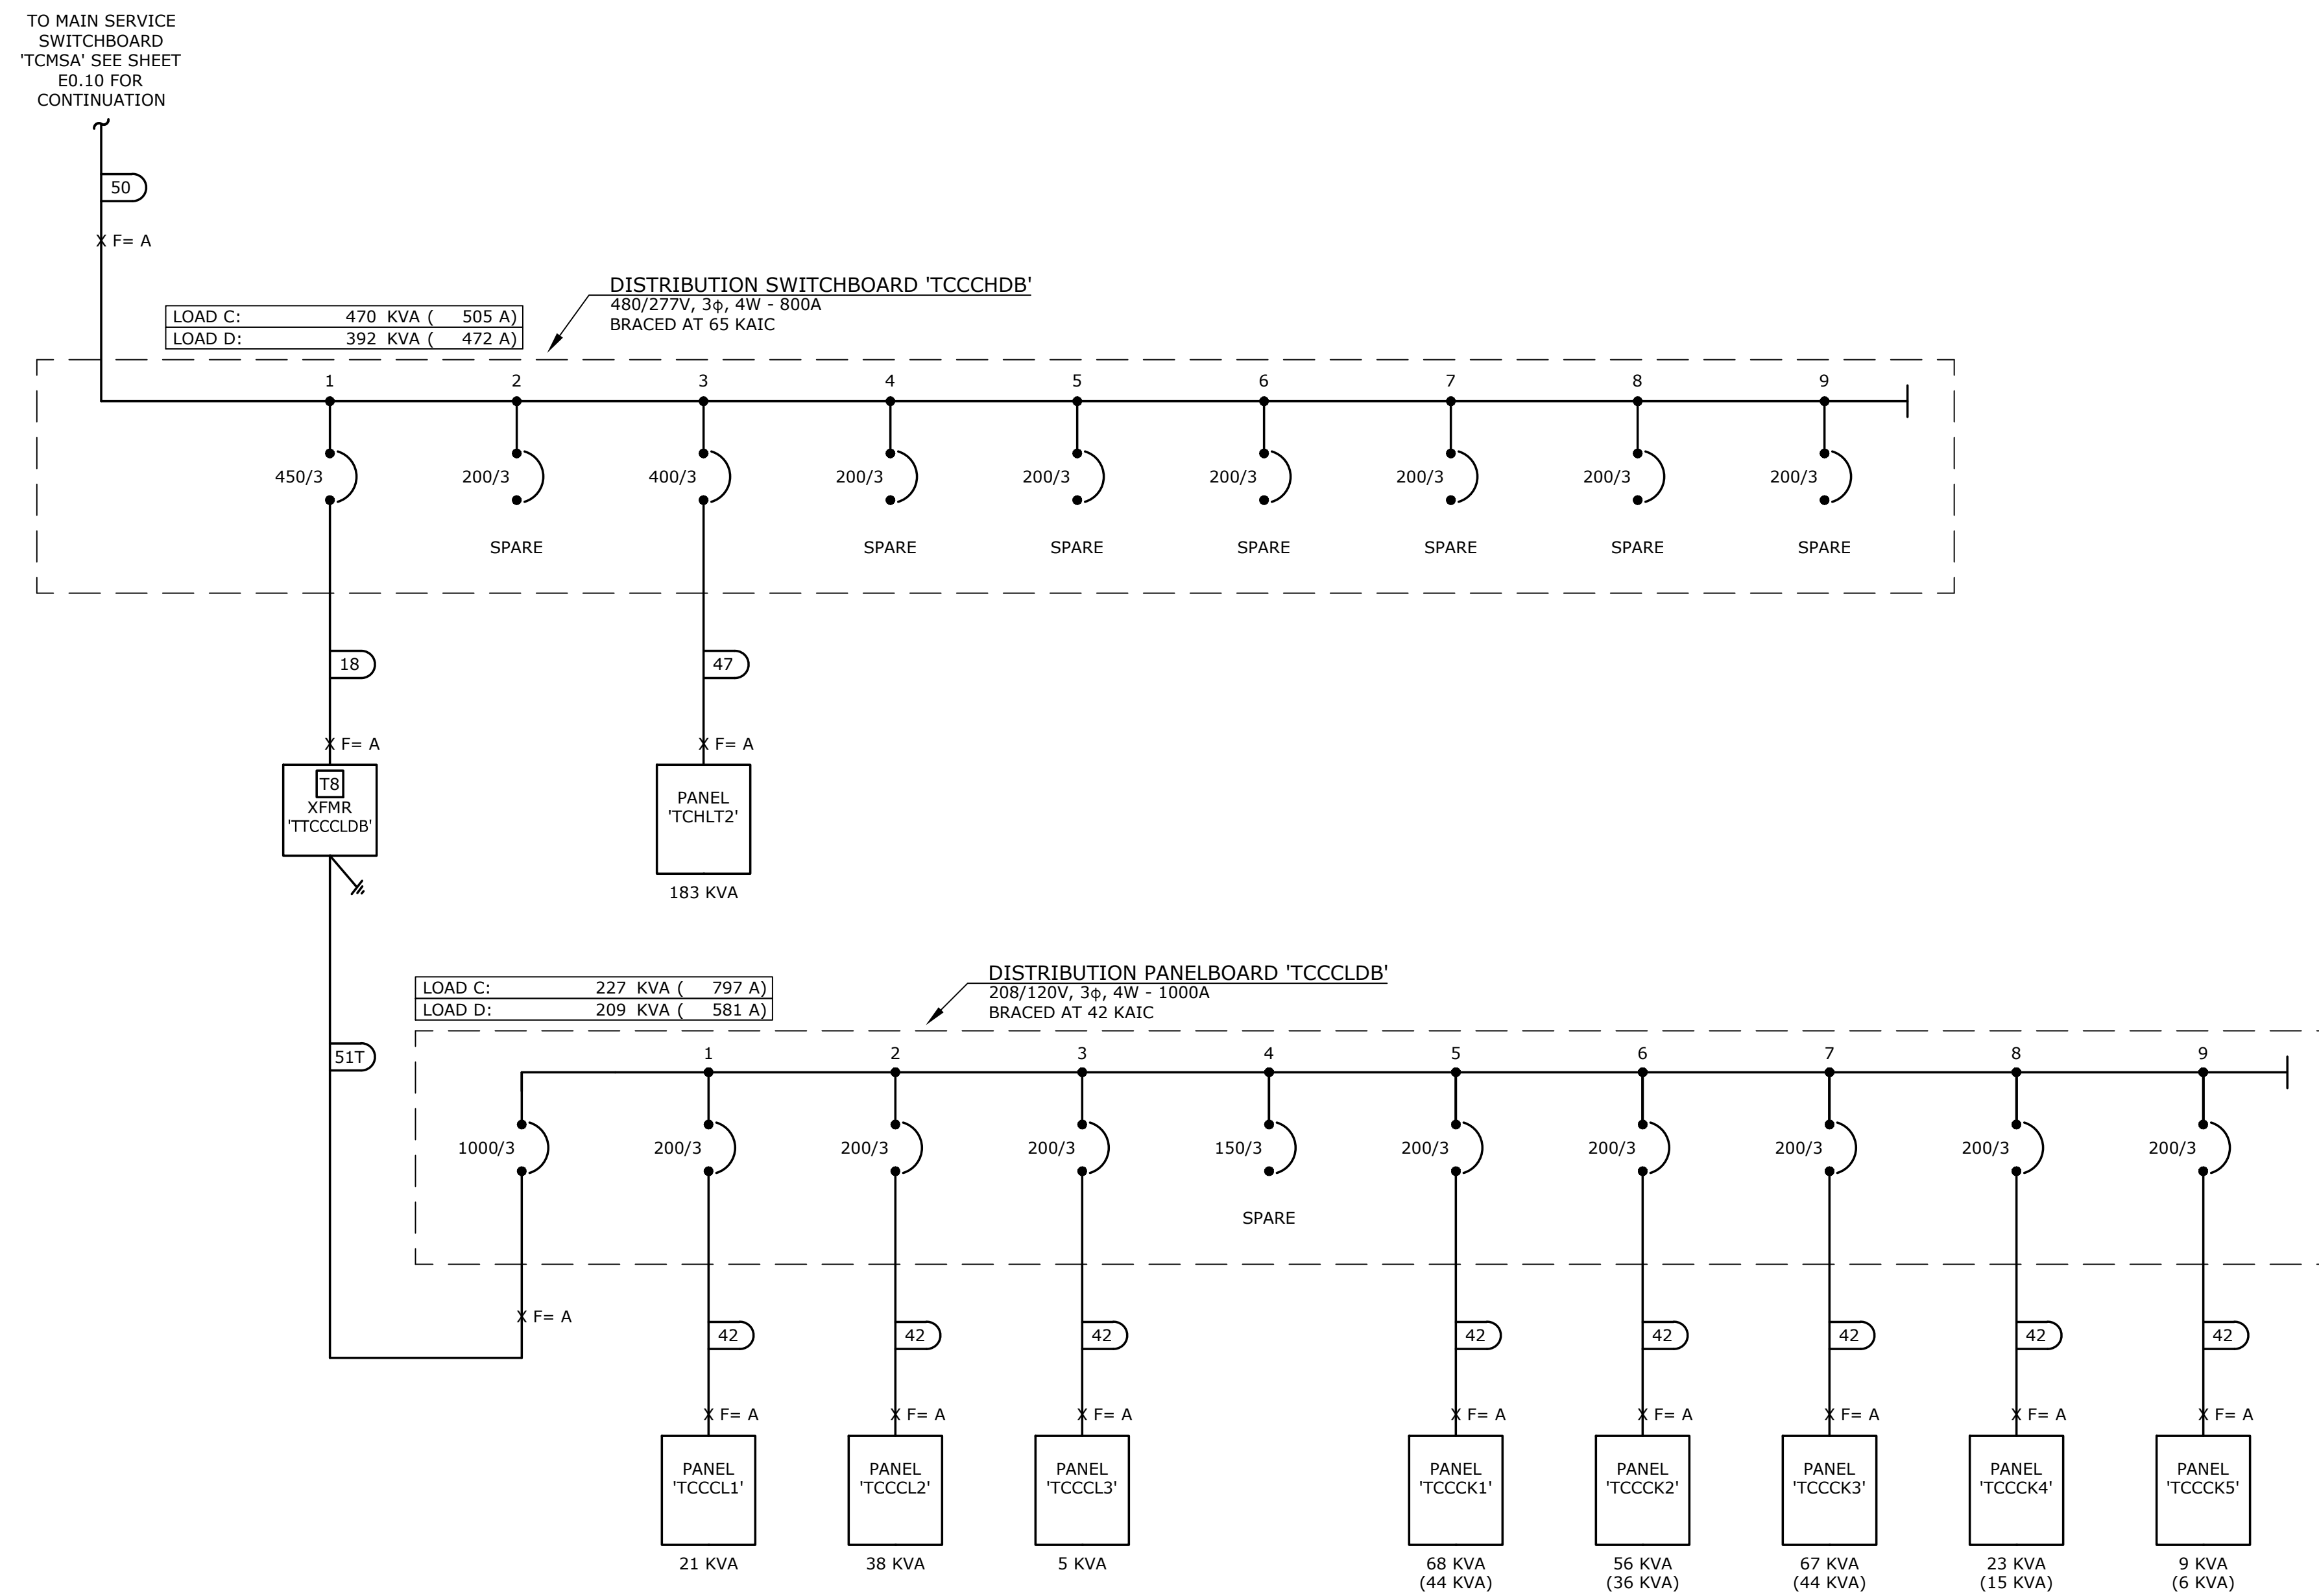 TO MAIN SERVICE
SWITCHBOARD
'TCMSA' SEE SHEET
E0.10 FOR
CONTINUATION
50
X F= A
DISTRIBUTION SWITCHBOARD 'TCCCHDB'
480/277V, 3ϕ, 4W - 800A
BRACED AT 65 KAIC
LOAD C: 470 KVA ( 505 A)
LOAD D: 392 KVA ( 472 A)
1 2 3 4 5 6 7 8 9
450/3 200/3 400/3 200/3 200/3 200/3 200/3 200/3 200/3
SPARE SPARE SPARE SPARE SPARE SPARE SPARE
18 47
X F= A X F= A
T8
XFMR
'TTCCCLDB'
PANEL
'TCHLT2'
183 KVA
DISTRIBUTION PANELBOARD 'TCCCLDB'
208/120V, 3ϕ, 4W - 1000A
BRACED AT 42 KAIC
LOAD C: 227 KVA ( 797 A)
LOAD D: 209 KVA ( 581 A)
51T
1 2 3 4 5 6 7 8 9
1000/3 200/3 200/3 200/3 150/3 200/3 200/3 200/3 200/3 200/3
SPARE
X F= A
42 42 42 42 42 42 42 42
X F= A X F= A X F= A X F= A X F= A X F= A X F= A X F= A
PANEL PANEL PANEL PANEL PANEL PANEL PANEL PANEL
'TCCCL1' 'TCCCL2' 'TCCCL3' 'TCCCK1' 'TCCCK2' 'TCCCK3' 'TCCCK4' 'TCCCK5'
21 KVA 38 KVA 5 KVA 68 KVA 56 KVA 67 KVA 23 KVA 9 KVA
(44 KVA) (36 KVA) (44 KVA) (15 KVA) (6 KVA)